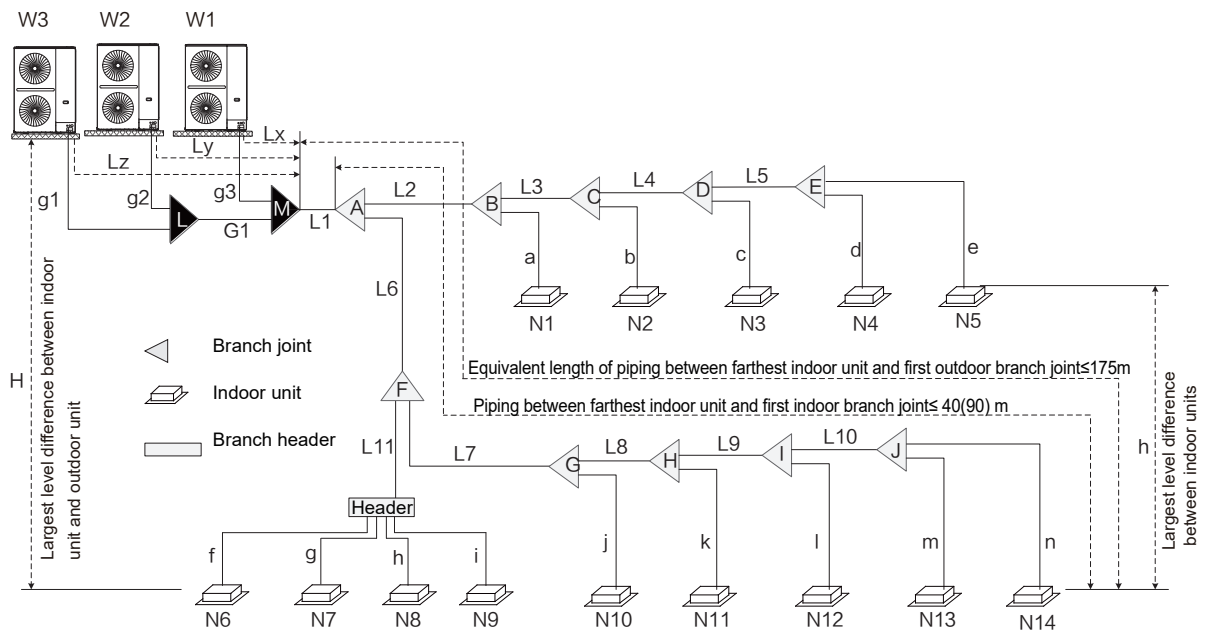 W3 W2 W1
Lx
Ly
Lz
g1 g2 g3
L M L1 A L2 B L3 C L4 D L5 E
G1
a b c d e
N1 N2 N3 N4 N5
L6
Branch joint
Indoor unit
Branch header
H
Largest level difference between indoor
unit and outdoor unit
Equivalent length of piping between farthest indoor unit and first outdoor branch joint≤175m
Piping between farthest indoor unit and first indoor branch joint≤ 40(90) m
h
Largest level difference
between indoor units
F
L11 L7 G L8 H L9 I L10 J
Header
f g h i j k l m n
N6 N7 N8 N9 N10 N11 N12 N13 N14